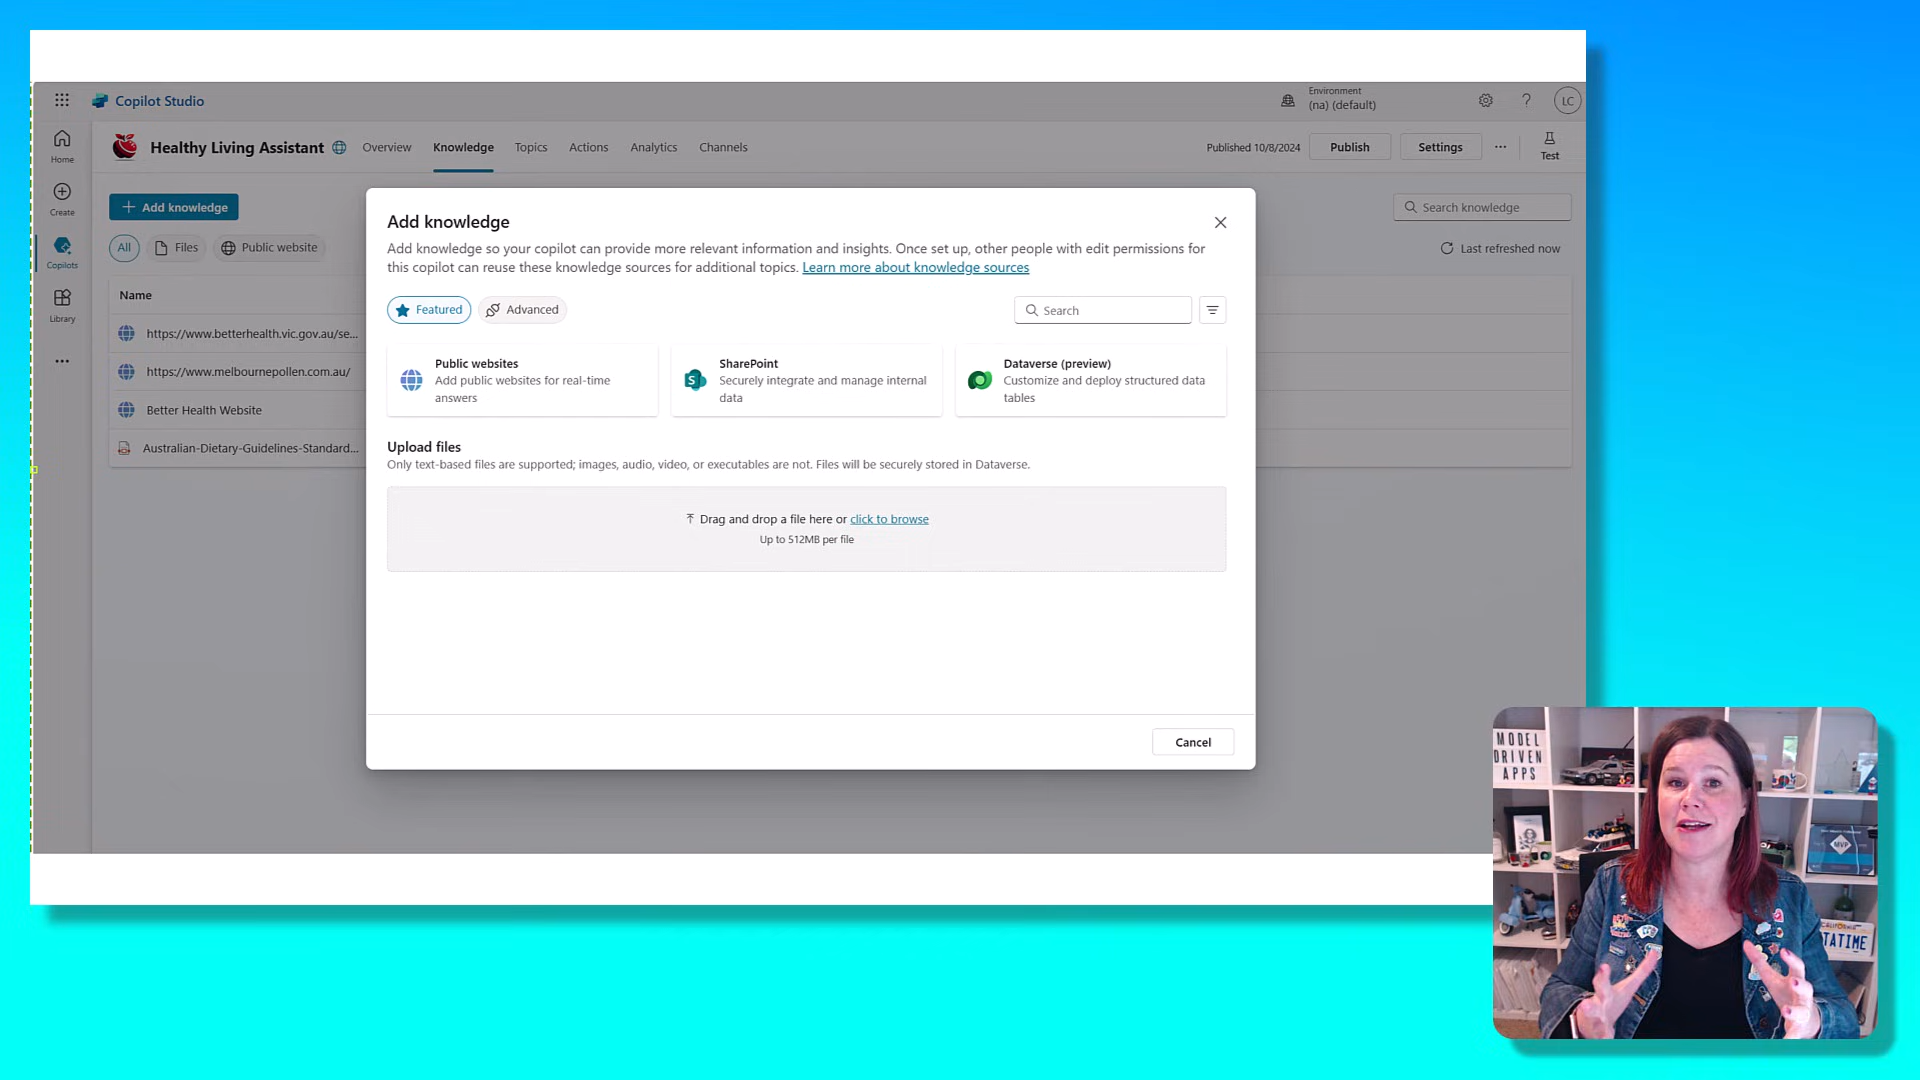 Copilot Studio
Environment
(na) (default)
?
LC
Home
Create
Copilots
Library
Healthy Living Assistant
Overview
Knowledge
Topics
Actions
Analytics
Channels
Published 10/8/2024
Publish
Settings
Test
Add knowledge
Search knowledge
All
Files
Public website
Last refreshed now
Name
https://www.betterhealth.vic.gov.au/se...
https://www.melbournepollen.com.au/
Better Health Website
Australian-Dietary-Guidelines-Standard...
Add knowledge
Add knowledge so your copilot can provide more relevant information and insights. Once set up, other people with edit permissions for
this copilot can reuse these knowledge sources for additional topics. Learn more about knowledge sources
Featured
Advanced
Search
Public websites
Add public websites for real-time
answers
SharePoint
Securely integrate and manage internal
data
Dataverse (preview)
Customize and deploy structured data
tables
Upload files
Only text-based files are supported; images, audio, video, or executables are not. Files will be securely stored in Dataverse.
Drag and drop a file here or click to browse
Up to 512MB per file
Cancel
MODEL
DRIVEN
APPS
MVP
CALIFORNIA
TATIME